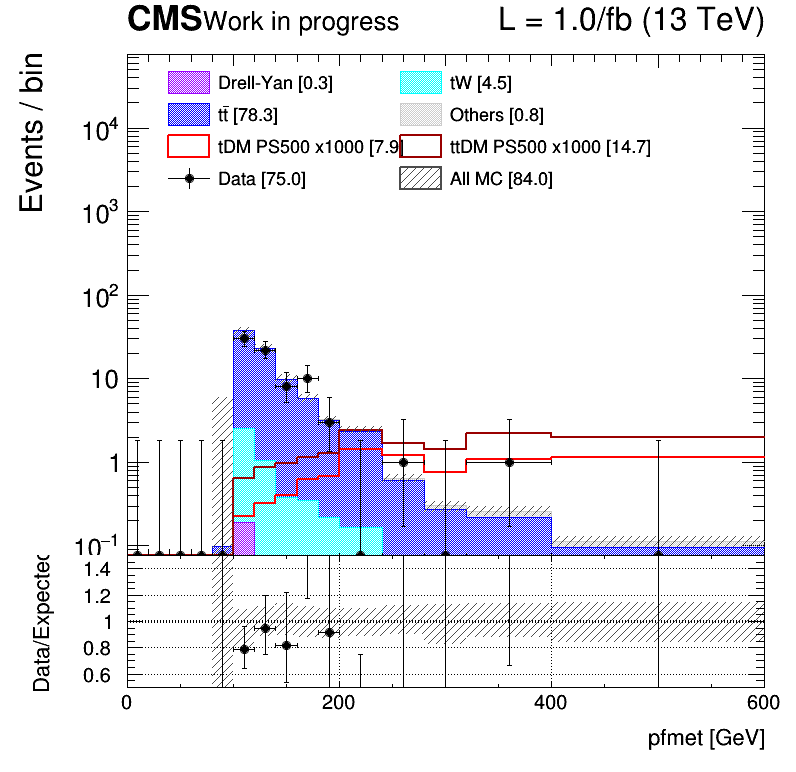 CMS Work in progress L = 1.0/fb (13 TeV)
Events / bin
Drell-Yan [0.3] tW [4.5]
tt̄ [78.3] Others [0.8]
tDM PS500 x1000 [7.9 ttDM PS500 x1000 [14.7]
Data [75.0] All MC [84.0]
10⁴
10³
10²
10
1
10⁻¹
Data/Expected
1.4
1.2
1
0.8
0.6
0 200 400 600
pfmet [GeV]